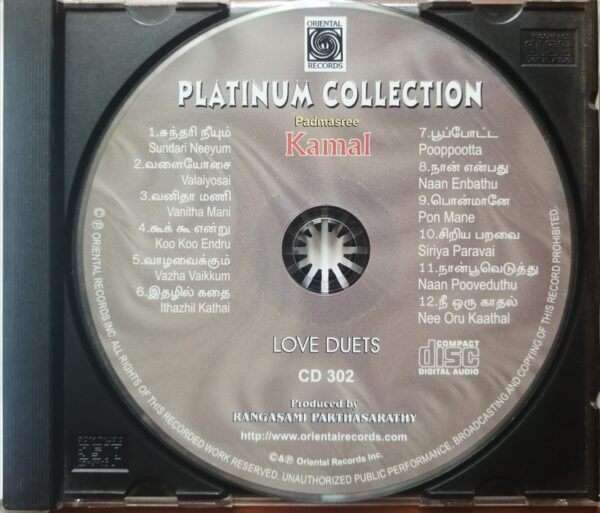 ORIENTAL
RECORDS
PLATINUM COLLECTION
Padmasree
Kamal
1.சுந்தரி நீயும்
Sundari Neeyum
2.வளையோசை
Valaiyosai
3.வனிதா மணி
Vanitha Mani
4.கூக் கூ என்று
Koo Koo Endru
5.வாழவைக்கும்
Vazha Vaikkum
6.இதழில் கதை
Ithazhil Kathai
7.பூப்போட்ட
Pooppootta
8.நான் என்பது
Naan Enbathu
9.பொன்மானே
Pon Mane
10.சிறிய பறவை
Siriya Paravai
11.நான்பூவெடுத்து
Naan Pooveduthu
12.நீ ஒரு காதல்
Nee Oru Kaathal
LOVE DUETS
CD 302
COMPACT
disc
DIGITAL AUDIO
Produced by
RANGASAMI PARTHASARATHY
http://www.orientalrecords.com
©&℗ Oriental Records Inc.
©℗ ORIENTAL RECORDS INC. ALL RIGHTS OF THIS RECORDED WORK RESERVED. UNAUTHORIZED PUBLIC PERFORMANCE, BROADCASTING AND COPYING OF THIS RECORD PROHIBITED.
COMPACT
disc
DIGITAL AUDIO